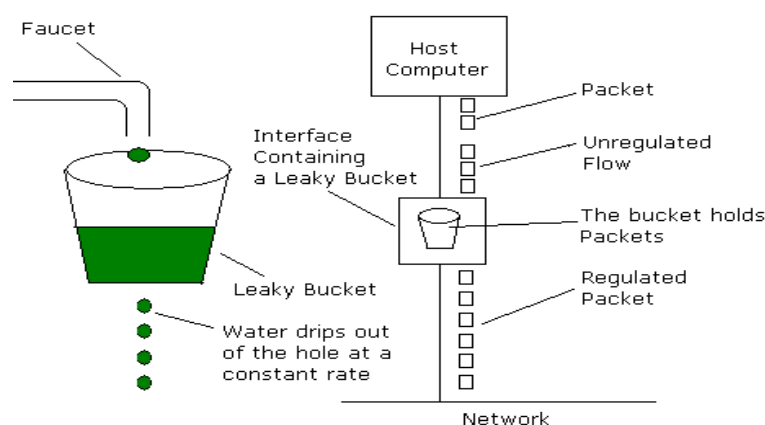 Faucet
Leaky Bucket
Water drips out
of the hole at a
constant rate
Host
Computer
Interface
Containing
a Leaky Bucket
Packet
Unregulated
Flow
The bucket holds
Packets
Regulated
Packet
Network